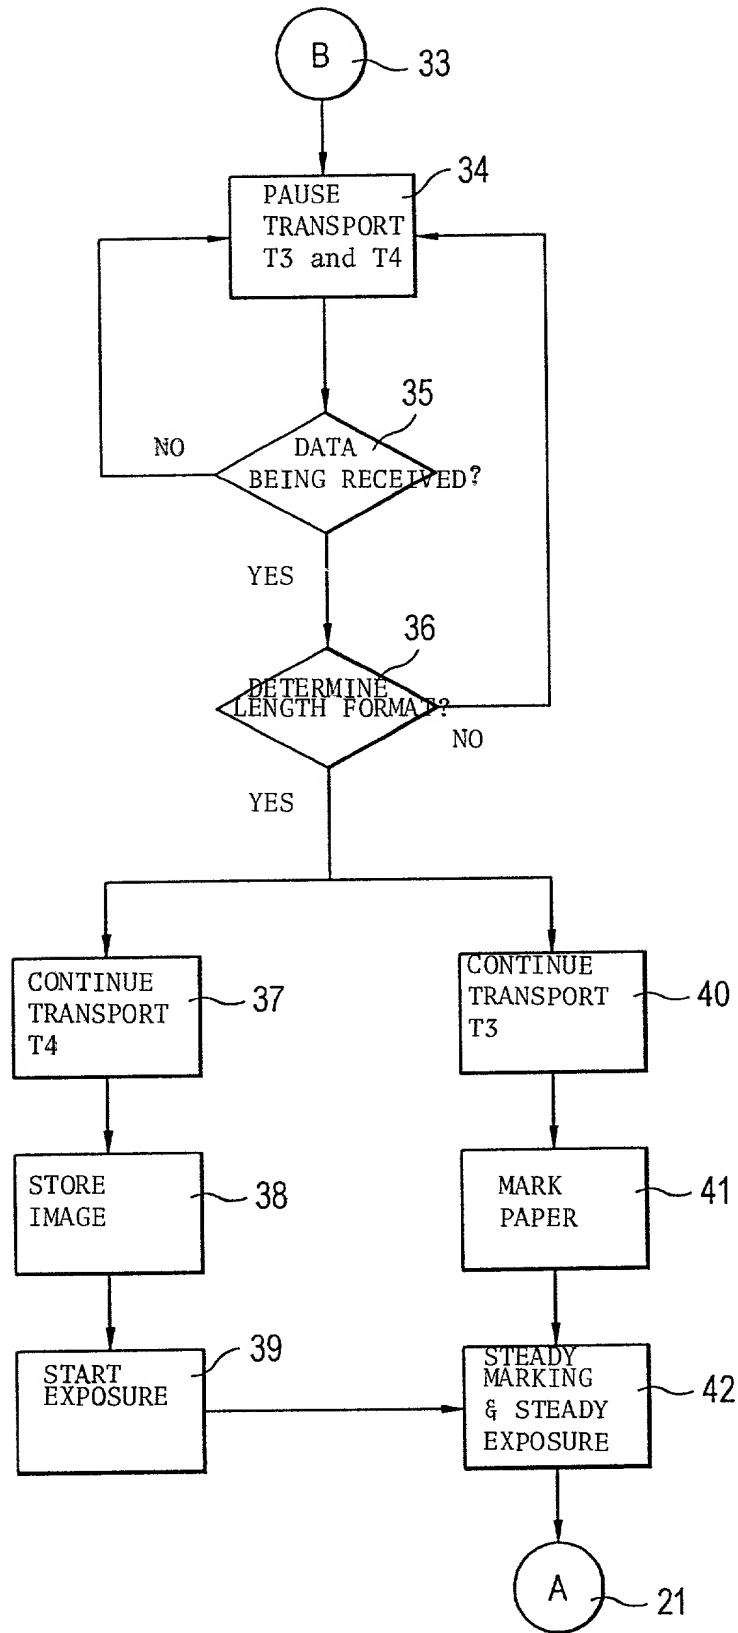 B
33
34
PAUSE
TRANSPORT
T3 and T4
35
NO
DATA
BEING RECEIVED?
YES
36
DETERMINE
LENGTH FORMAT?
NO
YES
CONTINUE
TRANSPORT
T4
37
CONTINUE
TRANSPORT
T3
40
STORE
IMAGE
38
MARK
PAPER
41
START
EXPOSURE
39
STEADY
MARKING
& STEADY
EXPOSURE
42
A
21